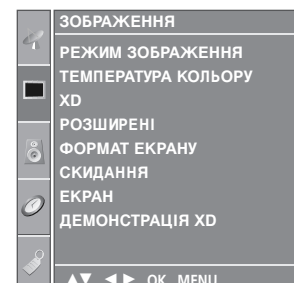 ЗОБРАЖЕННЯ
РЕЖИМ ЗОБРАЖЕННЯ
ТЕМПЕРАТУРА КОЛЬОРУ
XD
РОЗШИРЕНІ
ФОРМАТ ЕКРАНУ
СКИДАННЯ
ЕКРАН
ДЕМОНСТРАЦІЯ XD
▲▼ ◄► OK MENU